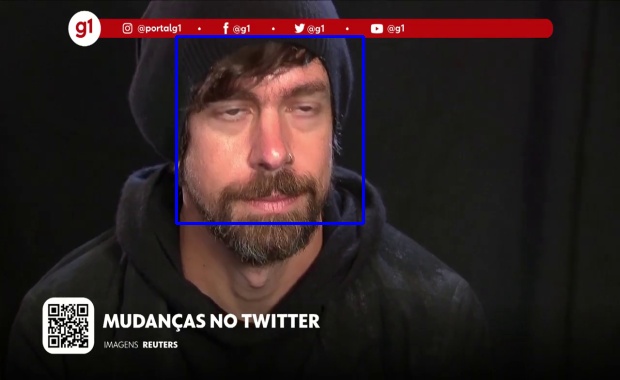 g1 @portalg1 • @g1 • @g1 • @g1
MUDANÇAS NO TWITTER
IMAGENS REUTERS